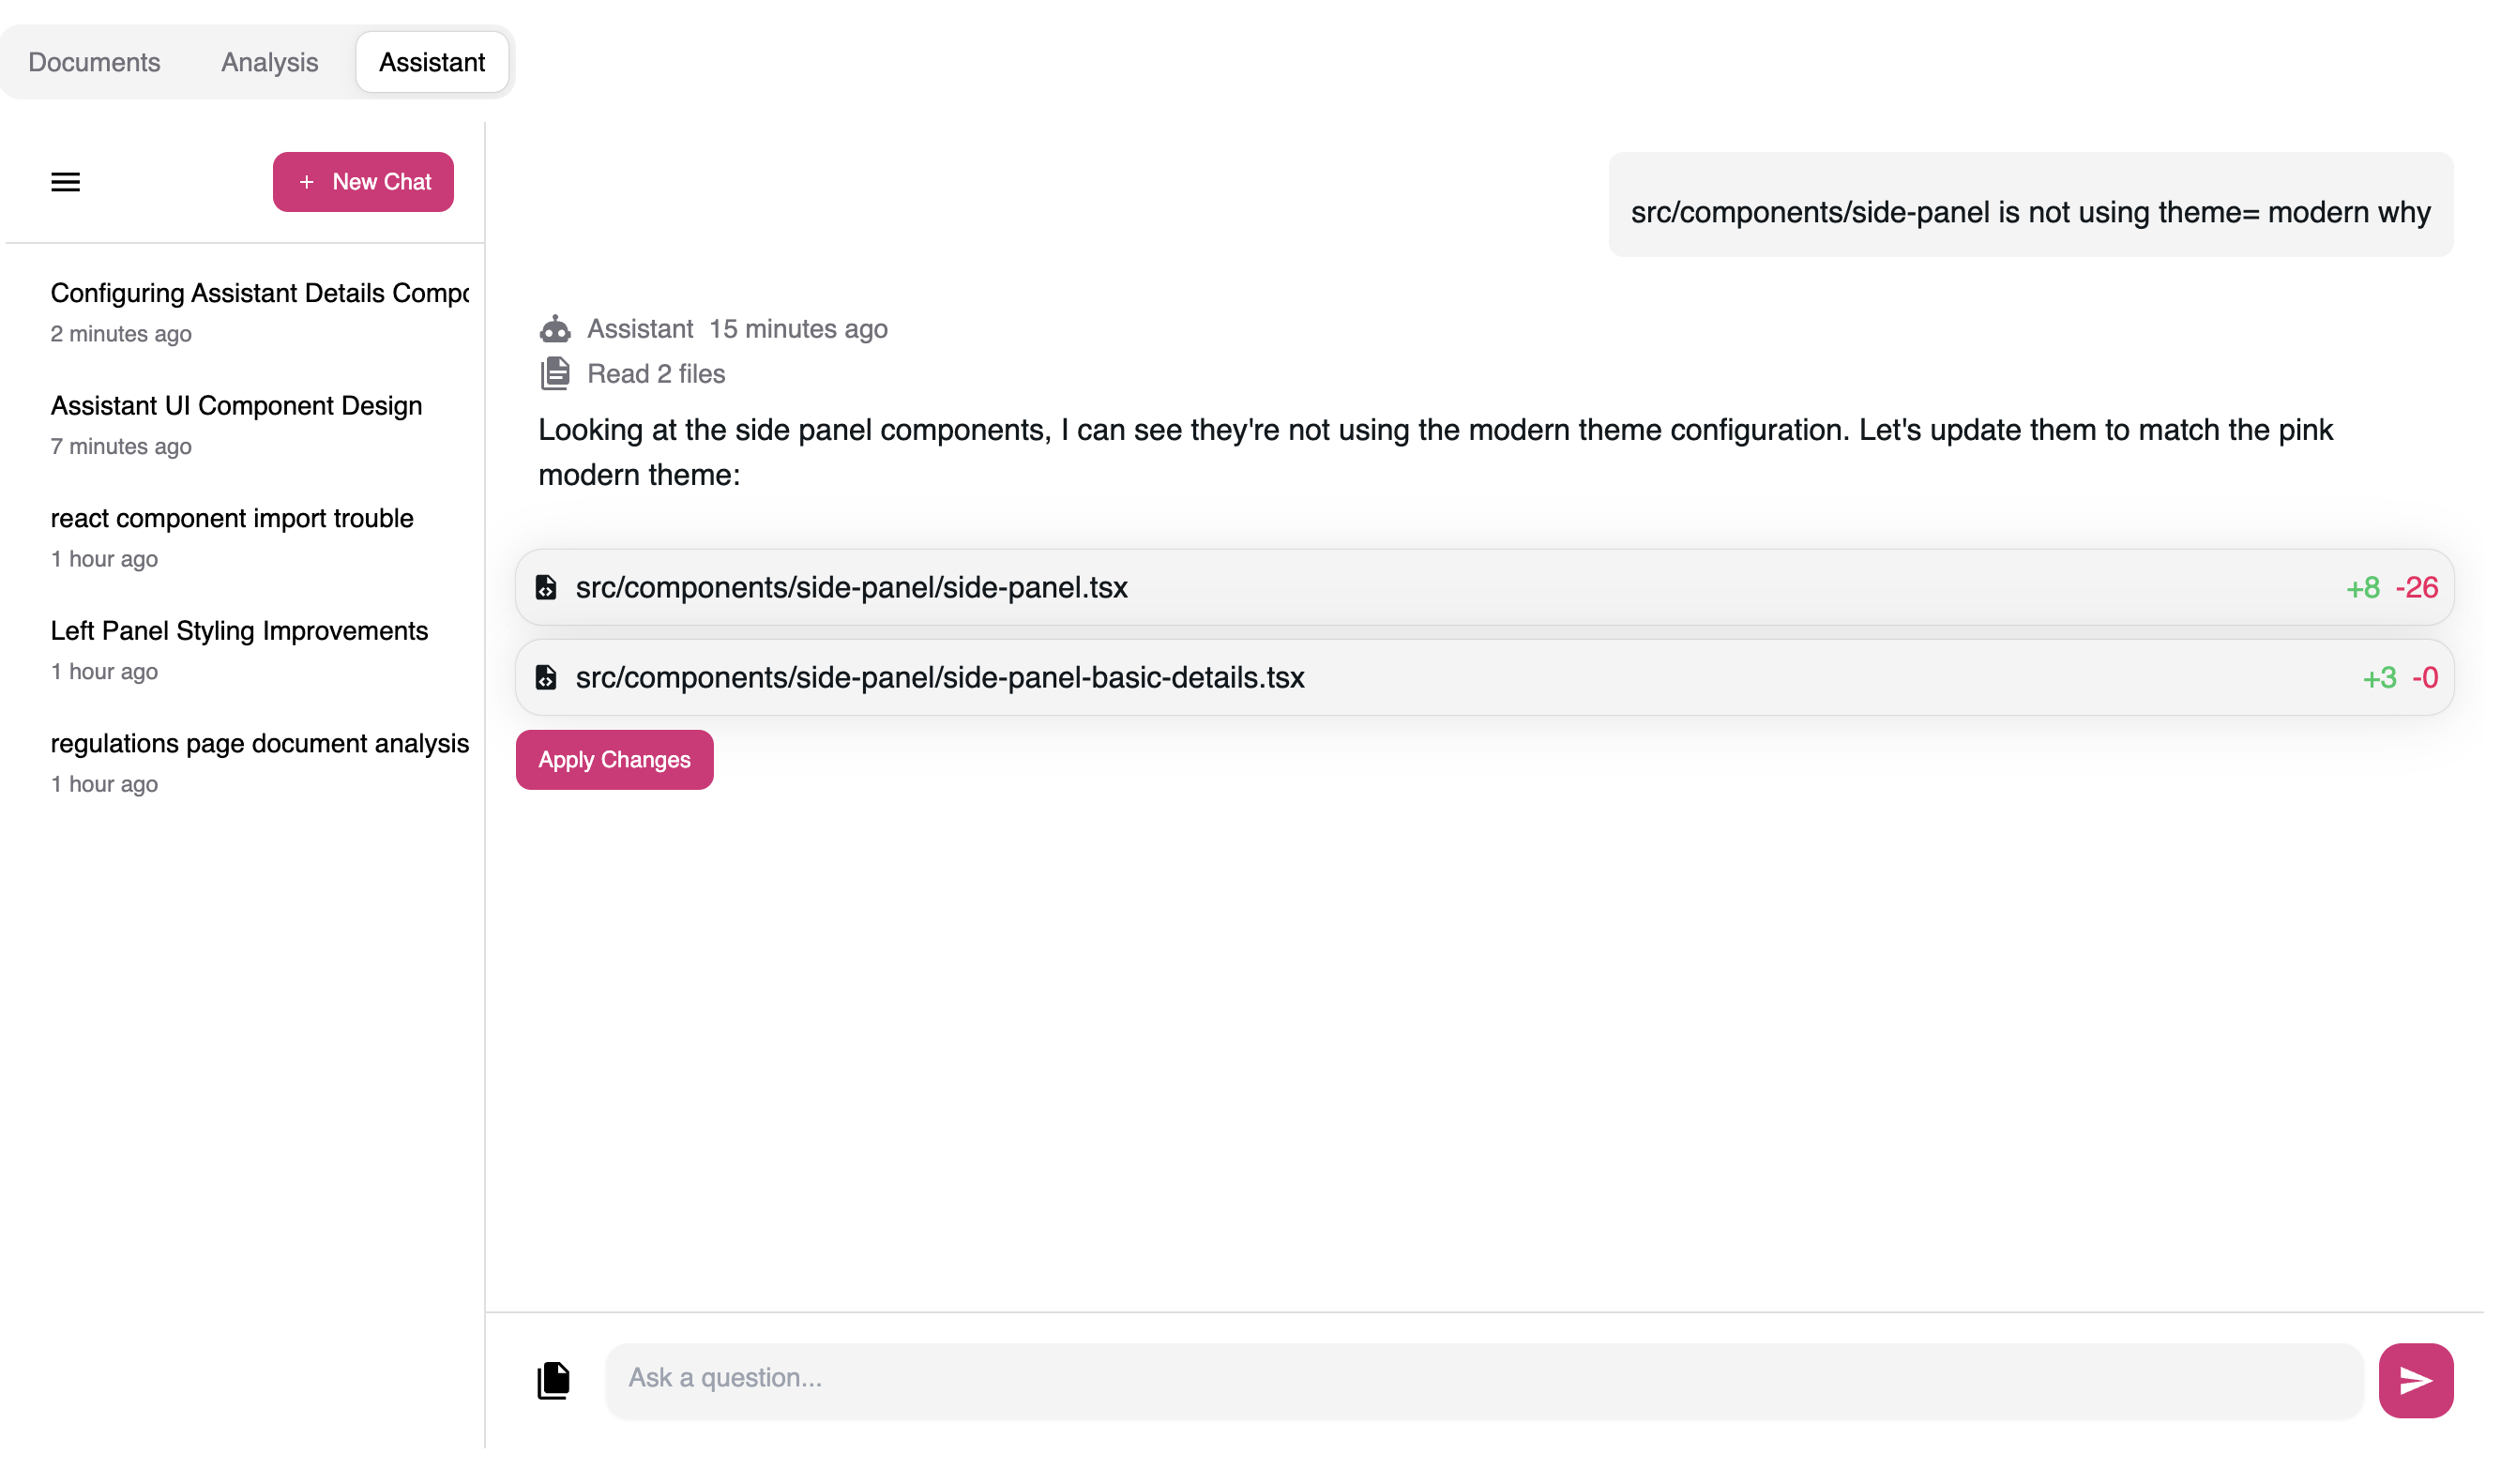 Documents
Analysis
Assistant
+ New Chat
Configuring Assistant Details Compo
2 minutes ago
Assistant UI Component Design
7 minutes ago
react component import trouble
1 hour ago
Left Panel Styling Improvements
1 hour ago
regulations page document analysis
1 hour ago
src/components/side-panel is not using theme= modern why
Assistant 15 minutes ago
Read 2 files
Looking at the side panel components, I can see they're not using the modern theme configuration. Let's update them to match the pink
modern theme:
src/components/side-panel/side-panel.tsx +8 -26
src/components/side-panel/side-panel-basic-details.tsx +3 -0
Apply Changes
Ask a question...